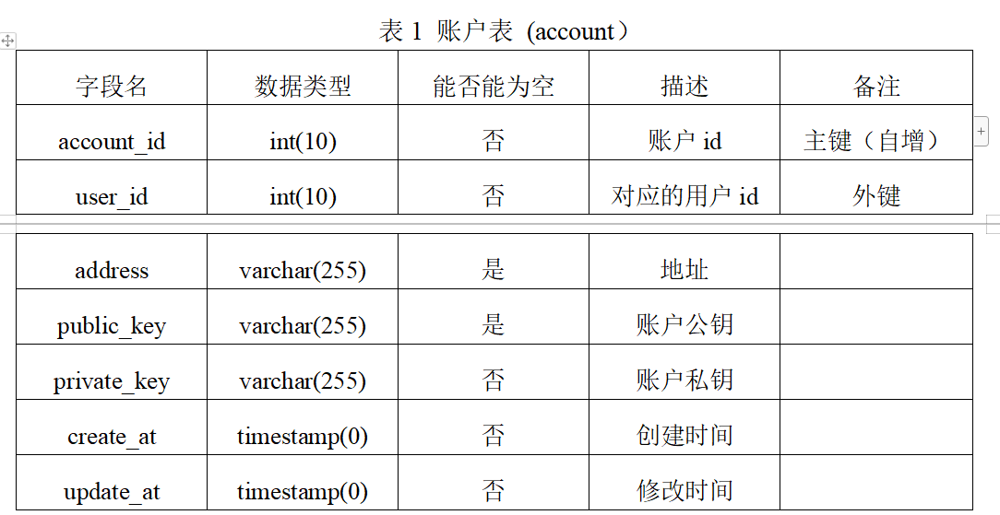 表 1  账户表  (account）
字段名 数据类型 能否能为空 描述 备注
account_id int(10) 否 账户 id 主键（自增）
user_id int(10) 否 对应的用户 id 外键
address varchar(255) 是 地址
public_key varchar(255) 是 账户公钥
private_key varchar(255) 否 账户私钥
create_at timestamp(0) 否 创建时间
update_at timestamp(0) 否 修改时间